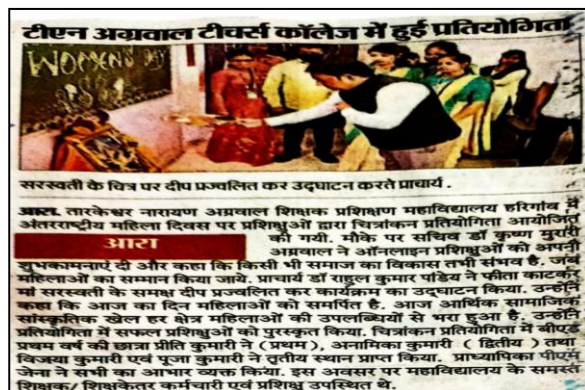 टीएन अग्रवाल टीचर्स कॉलेज में हुई प्रतियोगिता
WOMEN'S DAY
सरस्वती के चित्र पर दीप प्रज्वलित कर उद्घाटन करते प्राचार्य.
आरा. तारकेश्वर नारायण अग्रवाल शिक्षक प्रशिक्षण महाविद्यालय हरिगांव में
अंतरराष्ट्रीय महिला दिवस पर प्रशिक्षुओं द्वारा चित्रांकन प्रतियोगिता आयोजित
आरा
की गयी. मौके पर सचिव डॉ कृष्ण मुरारी
अग्रवाल ने ऑनलाइन प्रशिक्षुओं को अपनी
शुभकामनाएं दी और कहा कि किसी भी समाज का विकास तभी संभव है. जब
महिलाओं का सम्मान किया जाये. प्राचार्य डॉ राहुल कुमार पांडेय ने फीता काटकर
मां सरस्वती के समक्ष दीप प्रज्वलित कर कार्यक्रम का उद्घाटन किया. उन्होंने
कहा कि आज का दिन महिलाओं को समर्पित है. आज आर्थिक सामाजिक
सांस्कृतिक खेल हर क्षेत्र महिलाओं की उपलब्धियों से भरा हुआ है. उन्होंने
प्रतियोगिता में सफल प्रशिक्षुओं को पुरस्कृत किया. चित्रांकन प्रतियोगिता में बीएड
प्रथम वर्ष की छात्रा प्रीति कुमारी ने (प्रथम), अनामिका कुमारी ( द्वितीय ) तथा
विजया कुमारी एवं पूजा कुमारी ने तृतीय स्थान प्राप्त किया. प्राध्यापिका पीएम
जेना ने सभी का आभार व्यक्त किया. इस अवसर पर महाविद्यालय के समस्त
शिक्षक/ शिक्षकेतर कर्मचारी एवं प्रशिक्षु उपस्थित थे.